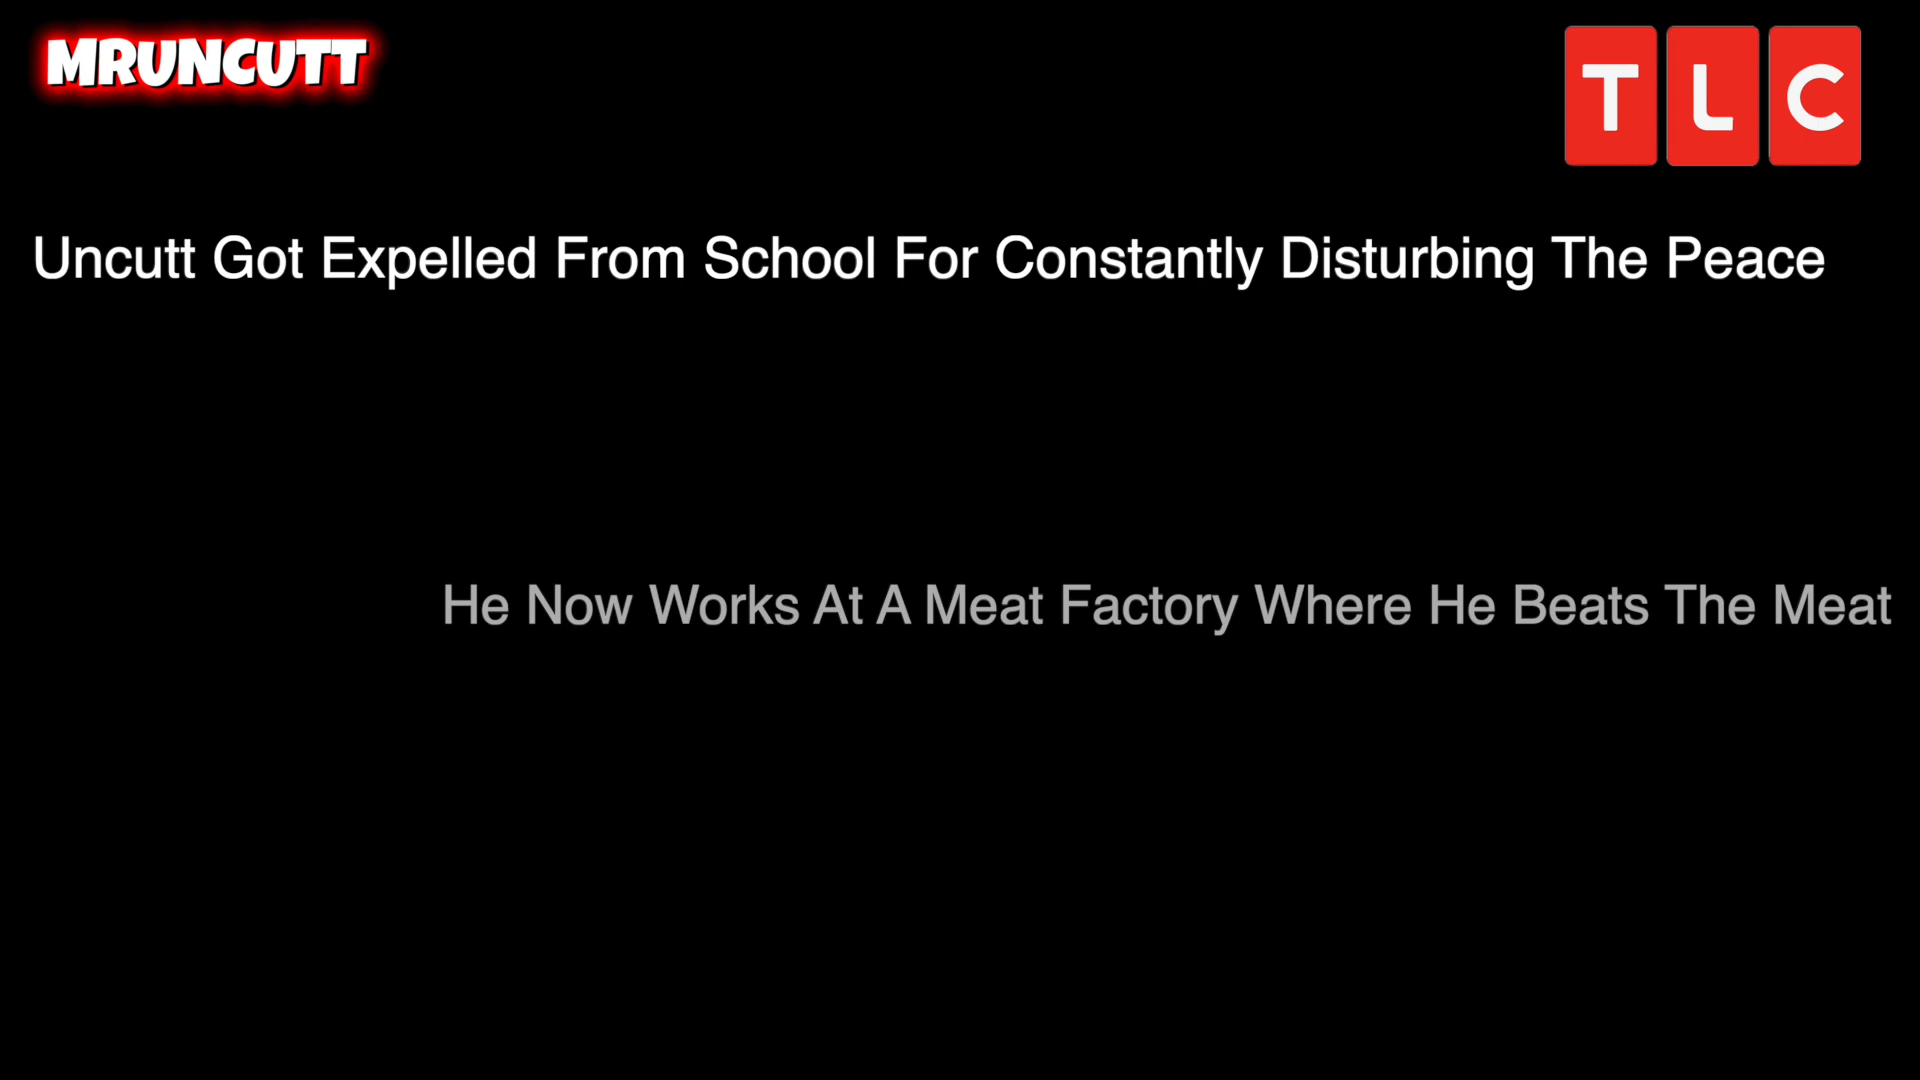 MRUNCUTT
TLC
Uncutt Got Expelled From School For Constantly Disturbing The Peace
He Now Works At A Meat Factory Where He Beats The Meat